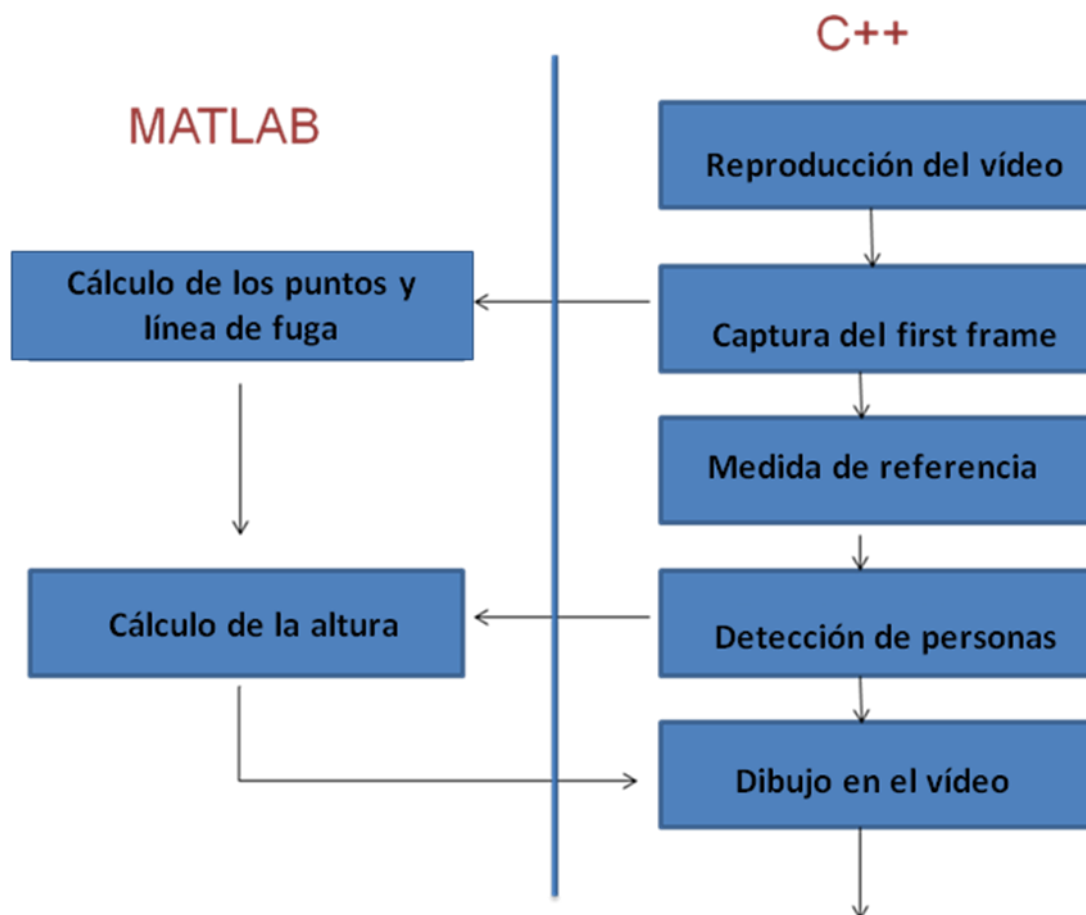 C++
MATLAB
Reproducción del vídeo
Cálculo de los puntos y
línea de fuga
Captura del first frame
Medida de referencia
Cálculo de la altura
Detección de personas
Dibujo en el vídeo